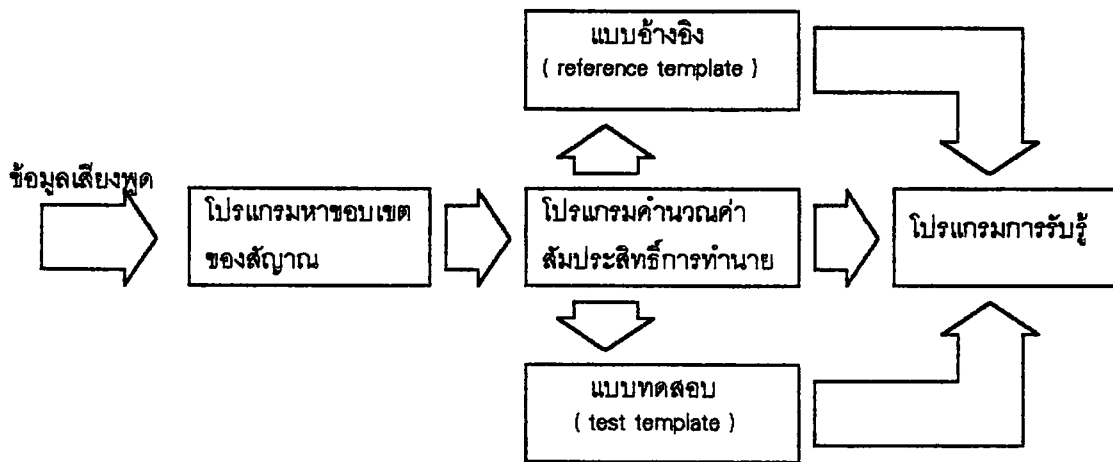 แบบอ้างอิง
( reference template )
ข้อมูลเสียงพูด
โปรแกรมหาขอบเขต
ของสัญาณ
โปรแกรมคำนวณค่า
สัมประสิทธิ์การทำนาย
โปรแกรมการรับรู้
แบบทดสอบ
( test template )